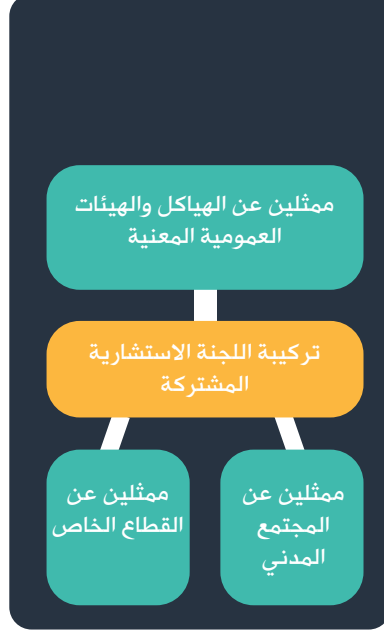 ممثلين عن الهياكل والهيئات
العمومية المعنية
تركيبة اللجنة الاستشارية
المشتركة
ممثلين عن
المجتمع
المدني
ممثلين عن
القطاع الخاص